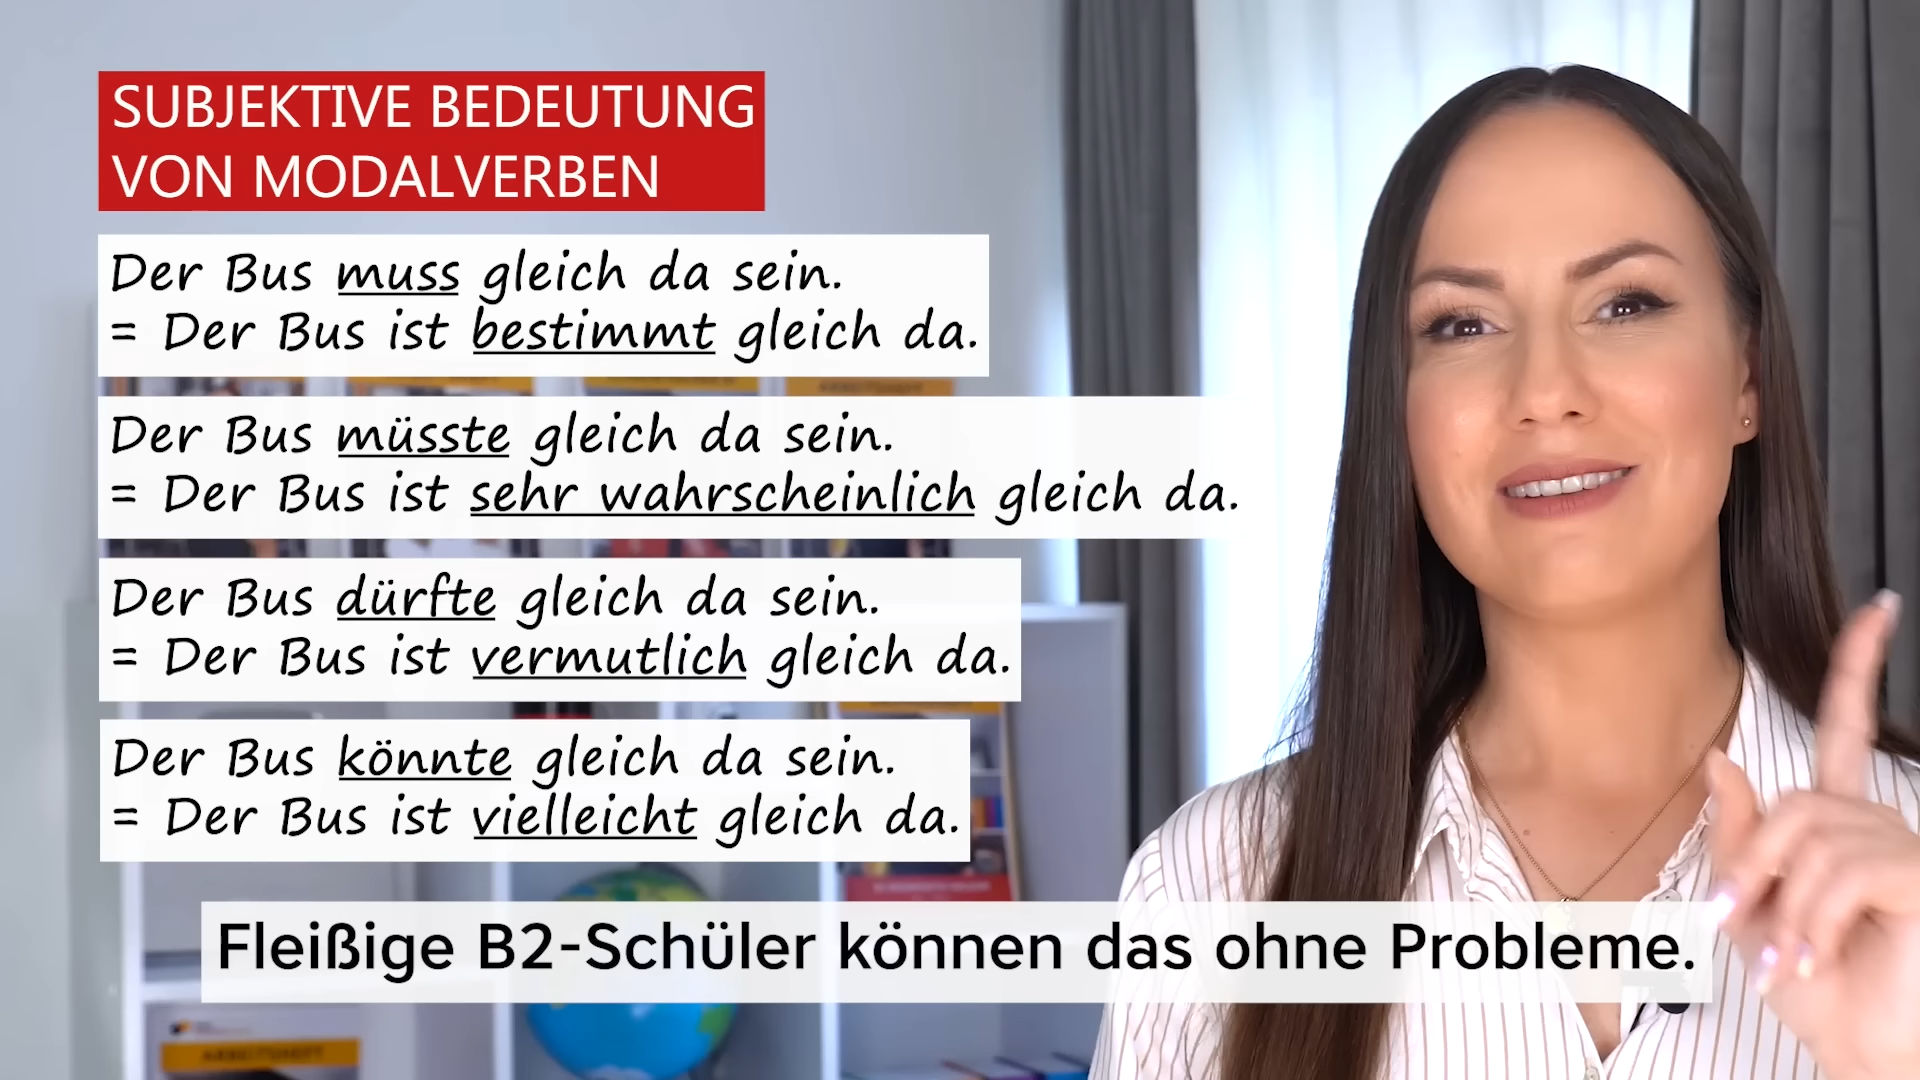 SUBJEKTIVE BEDEUTUNG
VON MODALVERBEN
Der Bus muss gleich da sein.
= Der Bus ist bestimmt gleich da.
Der Bus müsste gleich da sein.
= Der Bus ist sehr wahrscheinlich gleich da.
Der Bus dürfte gleich da sein.
= Der Bus ist vermutlich gleich da.
Der Bus könnte gleich da sein.
= Der Bus ist vielleicht gleich da.
Fleißige B2-Schüler können das ohne Probleme.
ARBEITSHEFT